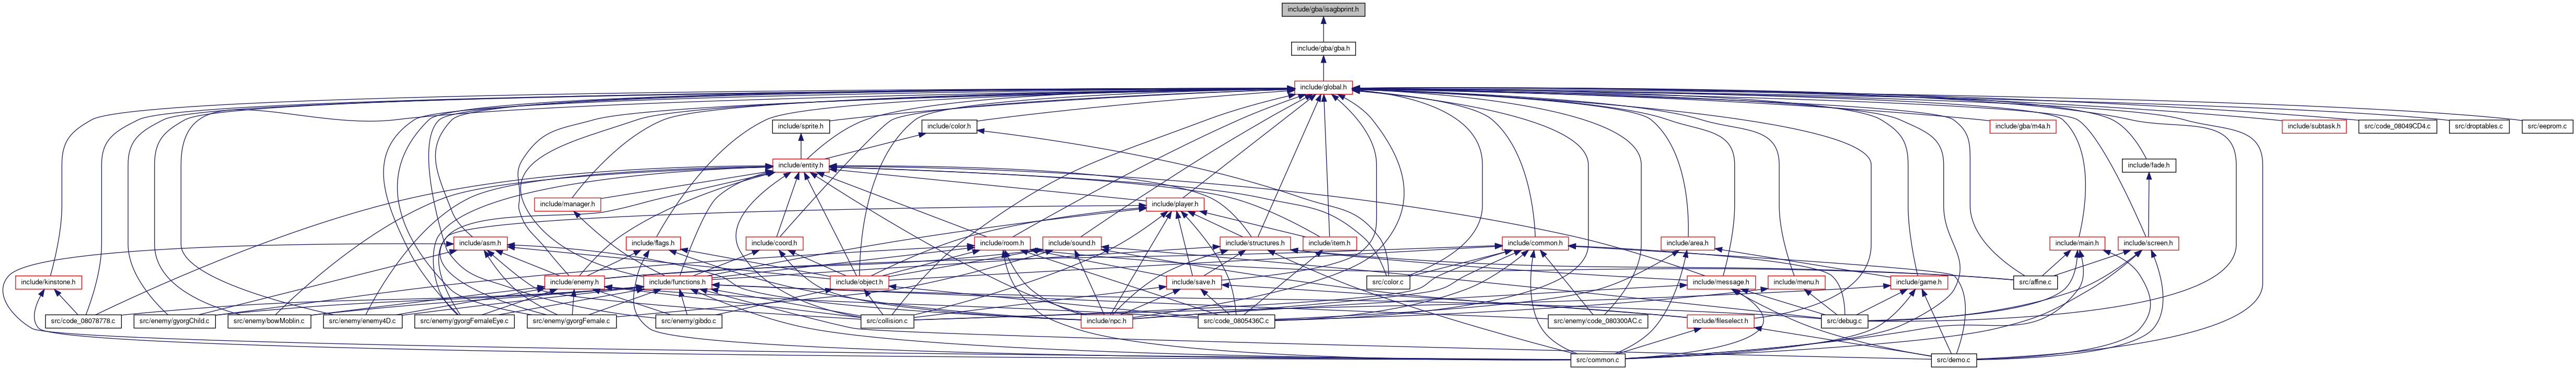 include/gba/isagbprint.h
include/gba/gba.h
include/global.h
include/sprite.h
include/color.h
include/gba/m4a.h
include/subtask.h
src/code_08049CD4.c
src/droptables.c
src/eeprom.c
include/entity.h
include/fade.h
include/manager.h
include/player.h
include/asm.h
include/flags.h
include/coord.h
include/room.h
include/sound.h
include/structures.h
include/item.h
include/common.h
include/area.h
include/main.h
include/screen.h
include/kinstone.h
include/enemy.h
include/functions.h
include/object.h
include/save.h
src/color.c
include/message.h
include/menu.h
include/game.h
src/affine.c
src/code_08078778.c
src/enemy/gyorgChild.c
src/enemy/bowMoblin.c
src/enemy/enemy4D.c
src/enemy/gyorgFemaleEye.c
src/enemy/gyorgFemale.c
src/enemy/gibdo.c
src/collision.c
include/npc.h
src/code_0805436C.c
src/enemy/code_080300AC.c
include/fileselect.h
src/debug.c
src/common.c
src/demo.c